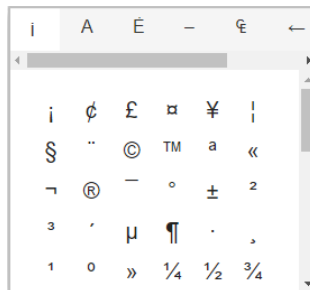 ¡ A È – ₠ ←
¡ ¢ £ ¤ ¥ ¦
§ ¨ © ™ ª «
¬ ® ¯ ° ± ²
³ ´ µ ¶ · ¸
¹ º » ¼ ½ ¾